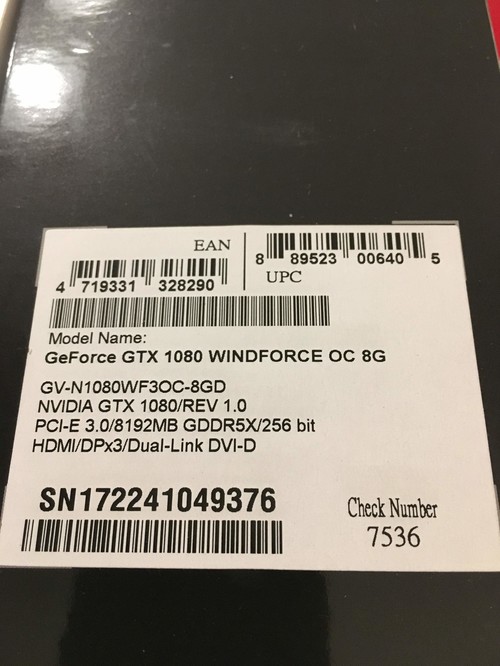 EAN
4 719331 328290
8 89523 00640 5
UPC
Model Name:
GeForce GTX 1080 WINDFORCE OC 8G
GV-N1080WF3OC-8GD
NVIDIA GTX 1080/REV 1.0
PCI-E 3.0/8192MB GDDR5X/256 bit
HDMI/DPx3/Dual-Link DVI-D
SN172241049376
Check Number
7536